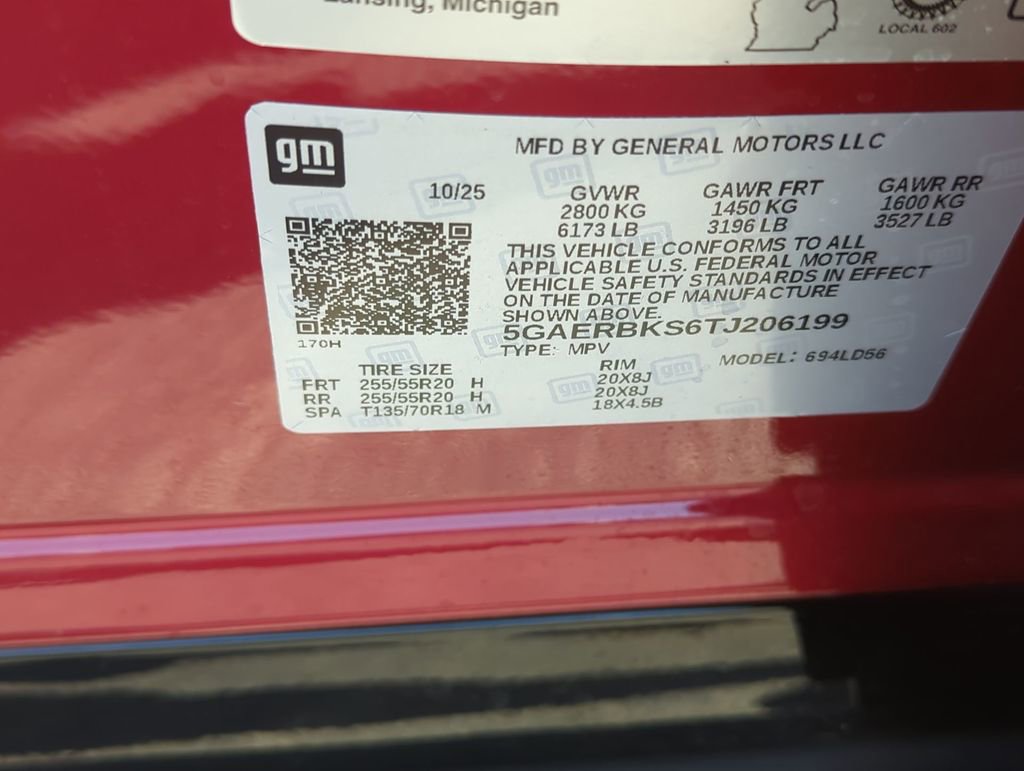 Lansing, Michigan
LOCAL 602
gm
MFD BY GENERAL MOTORS LLC
10/25
GVWR GAWR FRT GAWR RR
2800 KG 1450 KG 1600 KG
6173 LB 3196 LB 3527 LB
THIS VEHICLE CONFORMS TO ALL
APPLICABLE U.S. FEDERAL MOTOR
VEHICLE SAFETY STANDARDS IN EFFECT
ON THE DATE OF MANUFACTURE
SHOWN ABOVE.
5GAERBKS6TJ206199
170H
TYPE: MPV MODEL: 694LD56
TIRE SIZE RIM
FRT 255/55R20 H 20X8J
RR 255/55R20 H 20X8J
SPA T135/70R18 M 18X4.5B